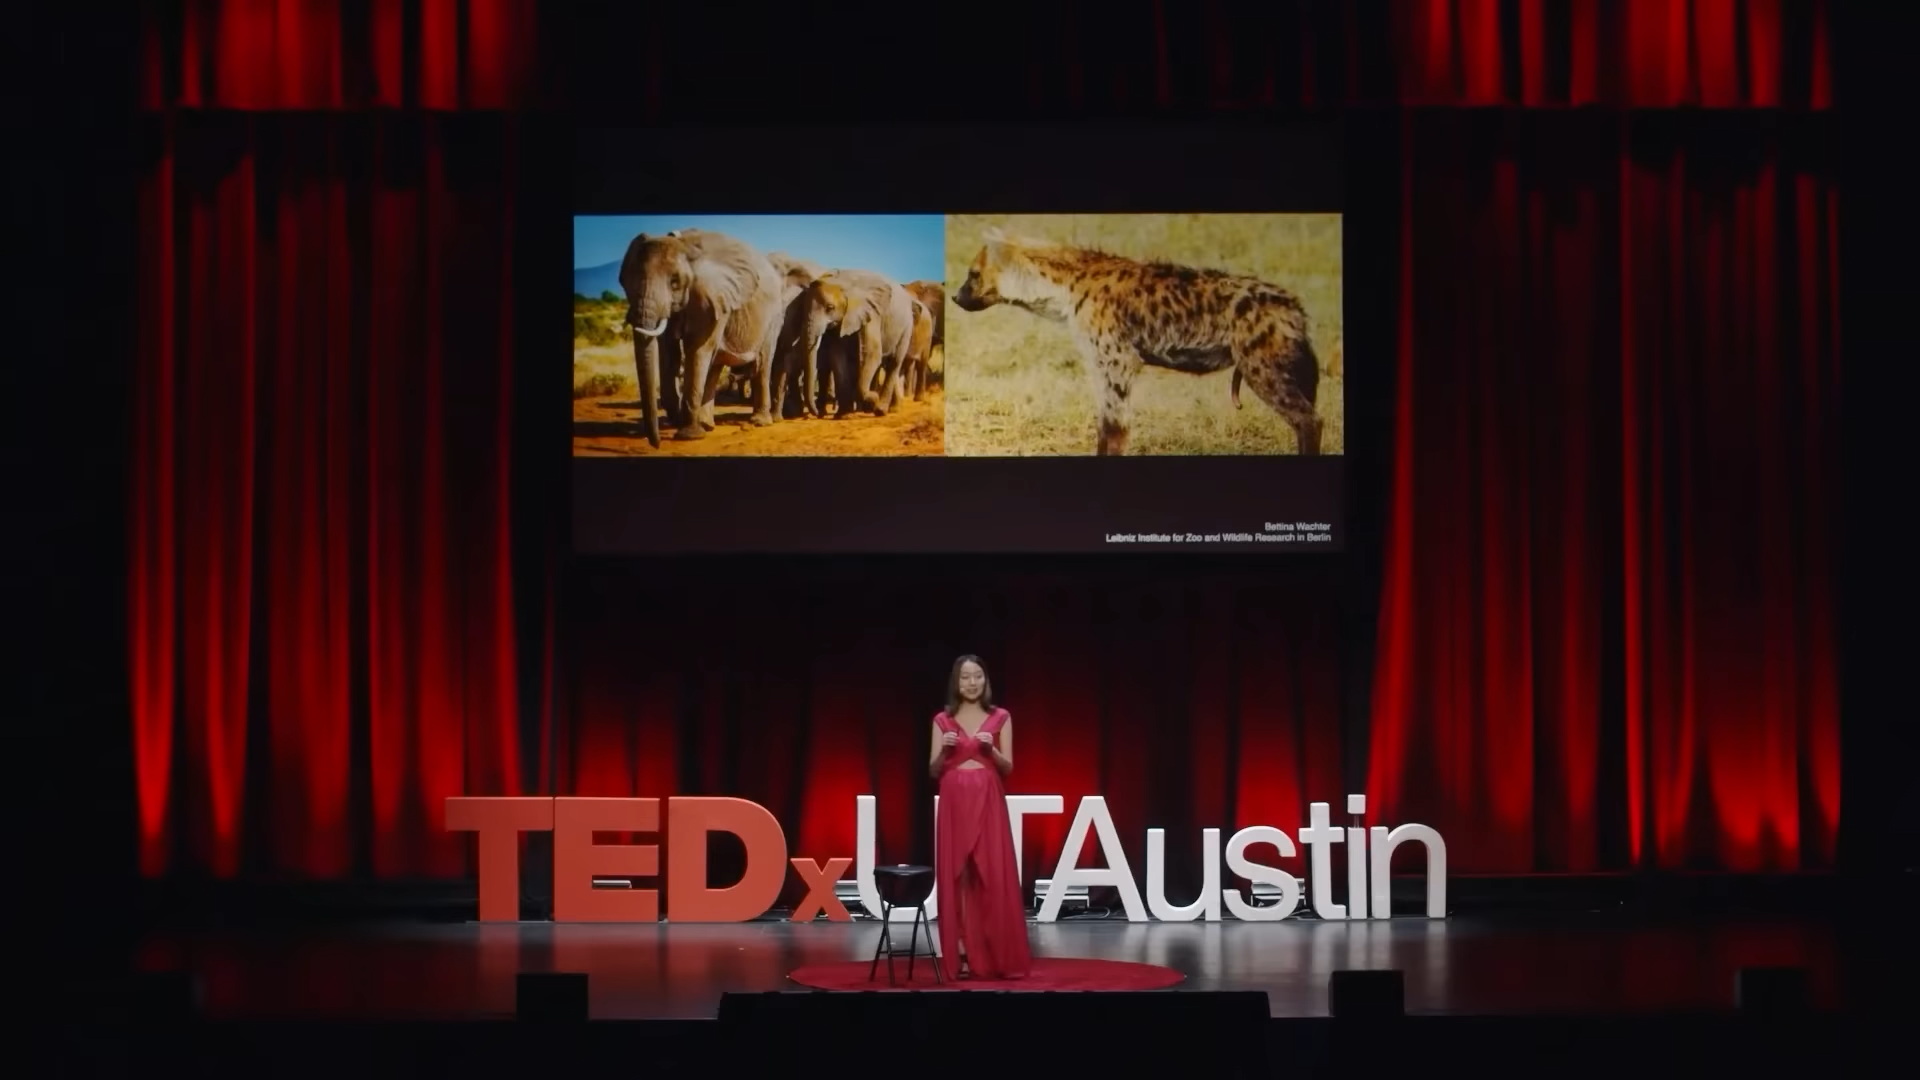 Bettina Wachter
Leibniz Institute for Zoo and Wildlife Research in Berlin
TEDxUTAustin